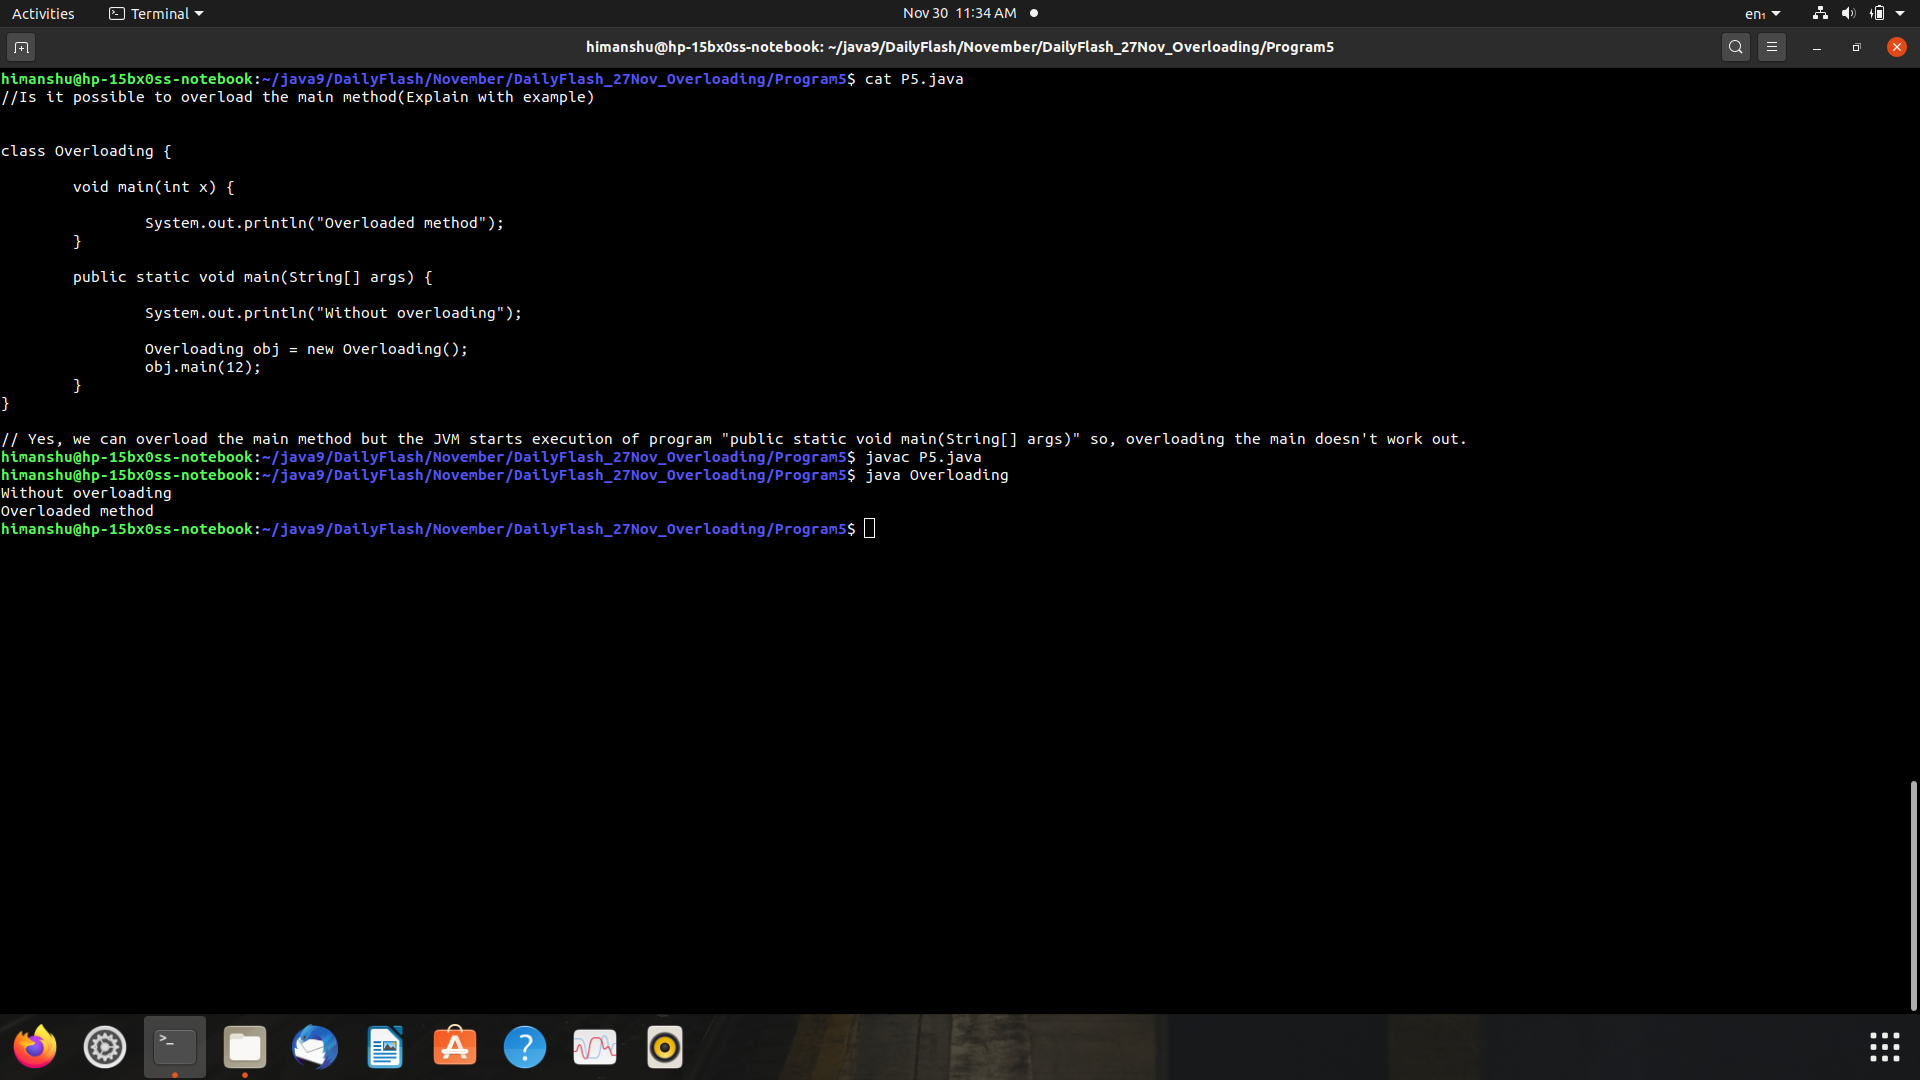 Activities Terminal Nov 30 11:34 AM en₁
himanshu@hp-15bx0ss-notebook: ~/java9/DailyFlash/November/DailyFlash_27Nov_Overloading/Program5
himanshu@hp-15bx0ss-notebook:~/java9/DailyFlash/November/DailyFlash_27Nov_Overloading/Program5$ cat P5.java
//Is it possible to overload the main method(Explain with example)
class Overloading {
void main(int x) {
System.out.println("Overloaded method");
}
public static void main(String[] args) {
System.out.println("Without overloading");
Overloading obj = new Overloading();
obj.main(12);
}
}
// Yes, we can overload the main method but the JVM starts execution of program "public static void main(String[] args)" so, overloading the main doesn't work out.
himanshu@hp-15bx0ss-notebook:~/java9/DailyFlash/November/DailyFlash_27Nov_Overloading/Program5$ javac P5.java
himanshu@hp-15bx0ss-notebook:~/java9/DailyFlash/November/DailyFlash_27Nov_Overloading/Program5$ java Overloading
Without overloading
Overloaded method
himanshu@hp-15bx0ss-notebook:~/java9/DailyFlash/November/DailyFlash_27Nov_Overloading/Program5$